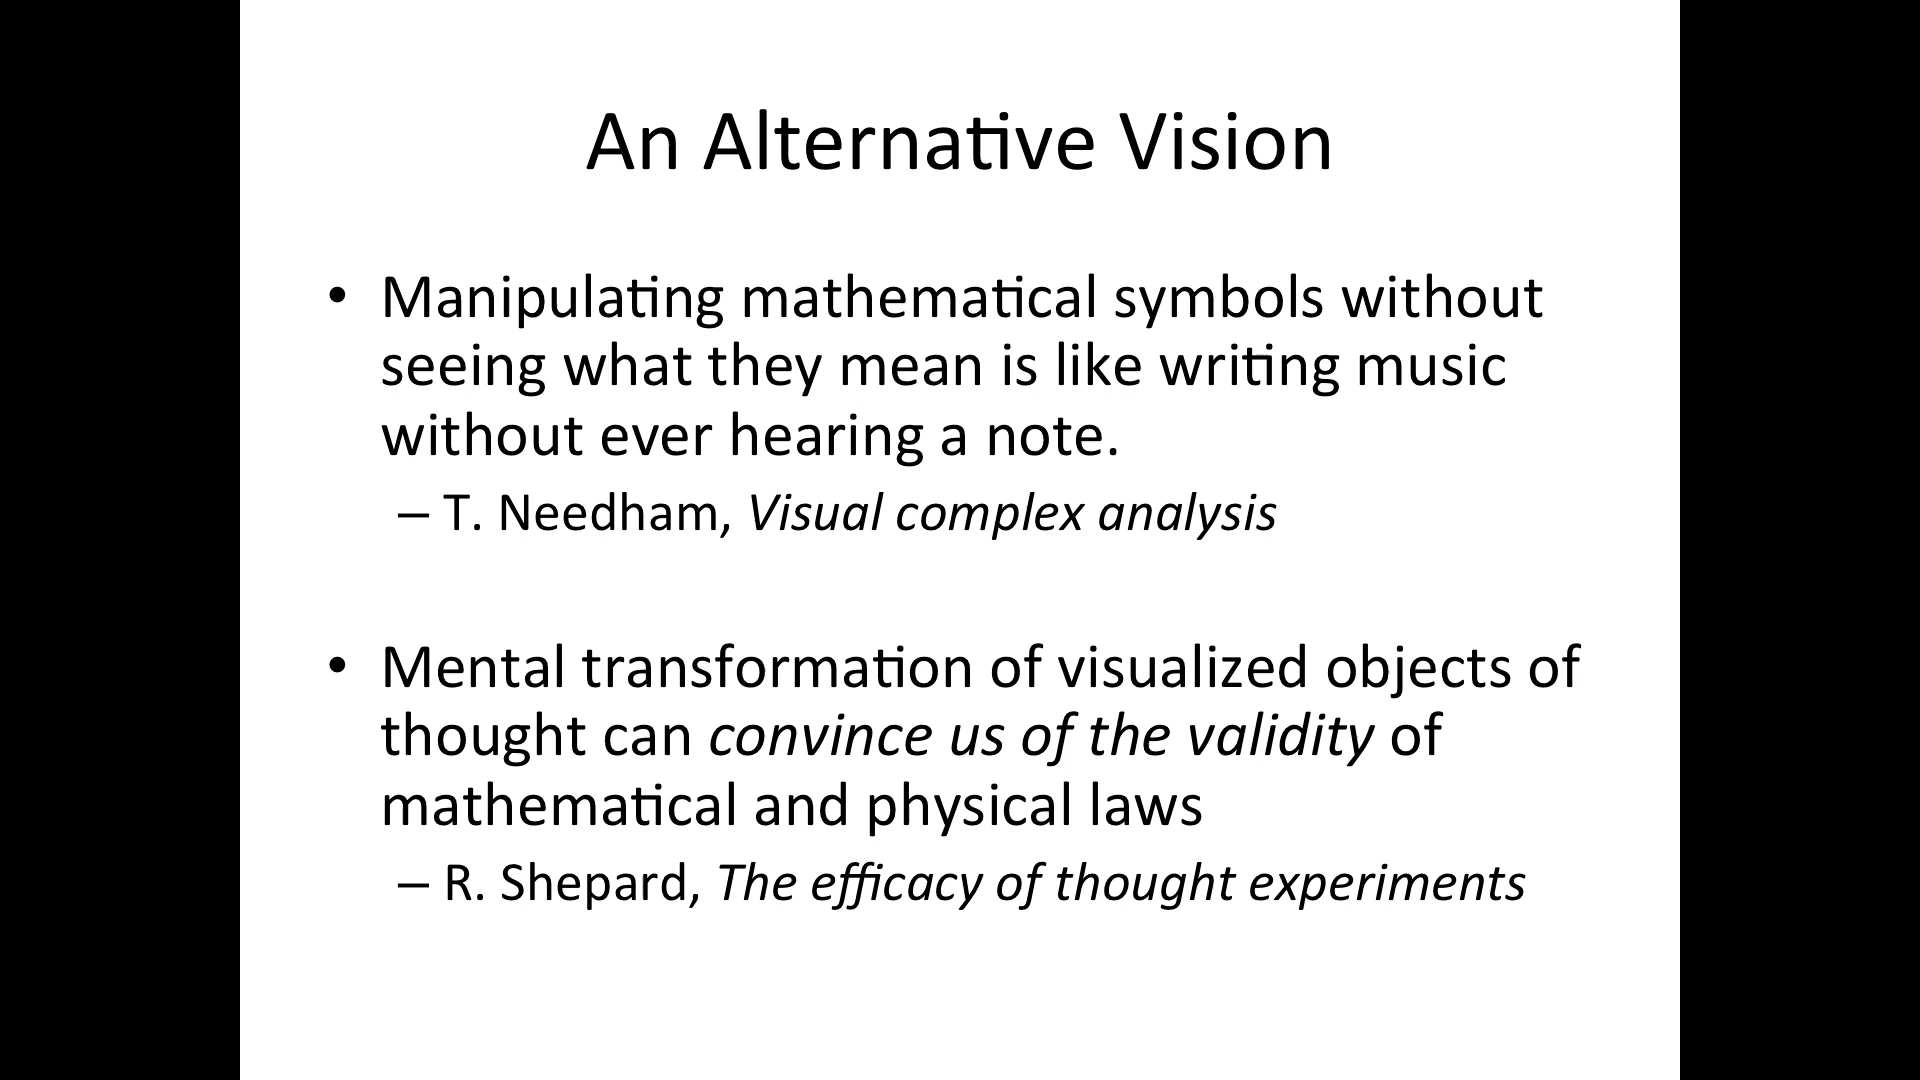 An Alternative Vision
• Manipulating mathematical symbols without
seeing what they mean is like writing music
without ever hearing a note.
– T. Needham, Visual complex analysis
• Mental transformation of visualized objects of
thought can convince us of the validity of
mathematical and physical laws
– R. Shepard, The efficacy of thought experiments